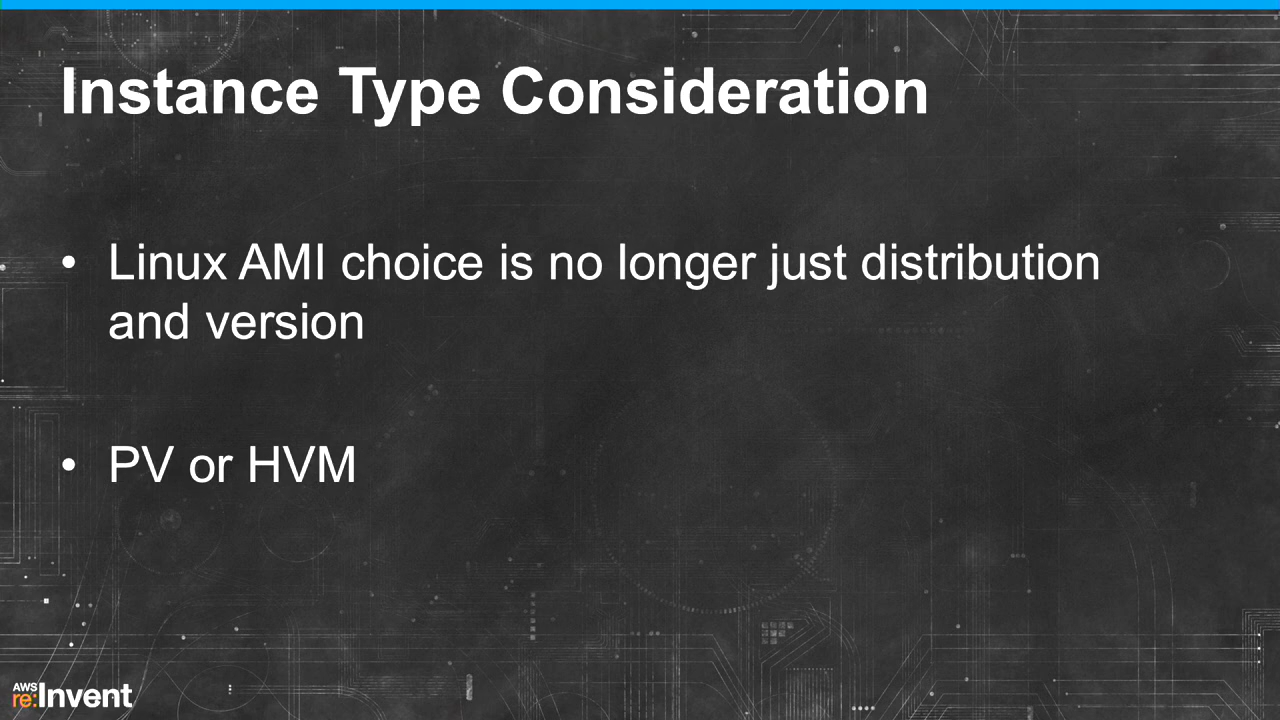 Instance Type Consideration
• Linux AMI choice is no longer just distribution
and version
• PV or HVM
AWS
re:Invent